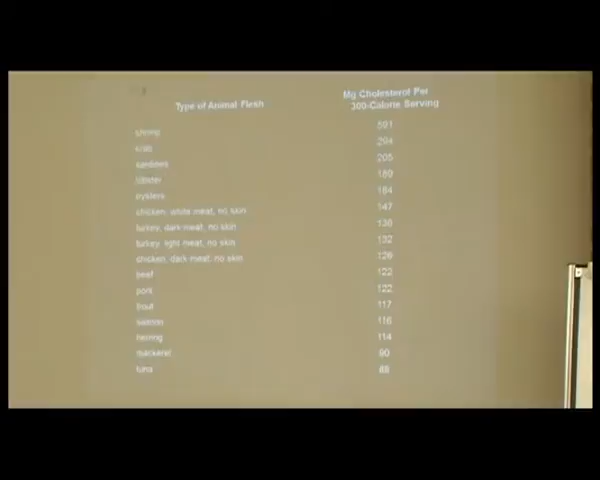 Type of Animal Flesh
Mg Cholesterol Per
300-Calorie Serving
shrimp 591
crab 294
sardines 205
lobster 189
oysters 184
chicken, white meat, no skin 147
turkey, dark meat, no skin 138
turkey, light meat, no skin 132
chicken, dark meat, no skin 126
beef 122
pork 122
trout 117
salmon 116
herring 114
mackerel 90
tuna